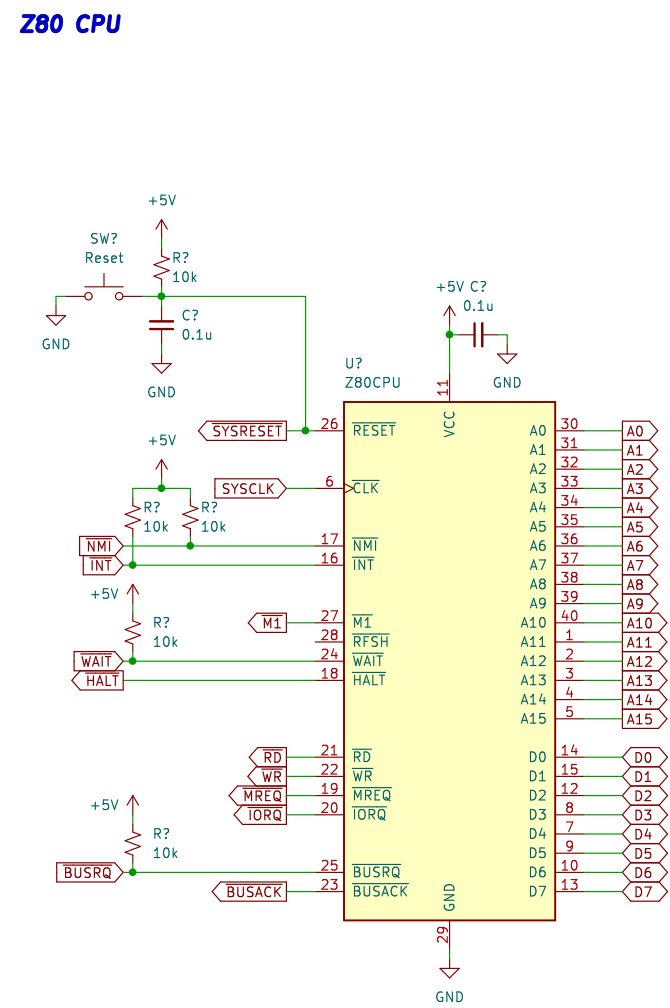 Z80 CPU
+5V
SW?
Reset
R?
10k
C?
0.1u
GND
GND
+5V C?
0.1u
GND
U?
Z80CPU
11
VCC
SYSRESET 26 RESET A0 30 A0
A1 31 A1
+5V
A2 32 A2
SYSCLK 6 CLK A3 33 A3
R?
10k
R?
10k
A4 34 A4
A5 35 A5
NMI 17 NMI A6 36 A6
INT 16 INT A7 37 A7
+5V
A8 38 A8
A9 39 A9
R?
10k
M1 27 M1 A10 40 A10
28 RFSH A11 1 A11
WAIT 24 WAIT A12 2 A12
HALT 18 HALT A13 3 A13
A14 4 A14
A15 5 A15
RD 21 RD D0 14 D0
WR 22 WR D1 15 D1
MREQ 19 MREQ D2 12 D2
IORQ 20 IORQ D3 8 D3
+5V
R?
10k
D4 7 D4
D5 9 D5
BUSRQ 25 BUSRQ D6 10 D6
BUSACK 23 BUSACK D7 13 D7
GND
29
GND